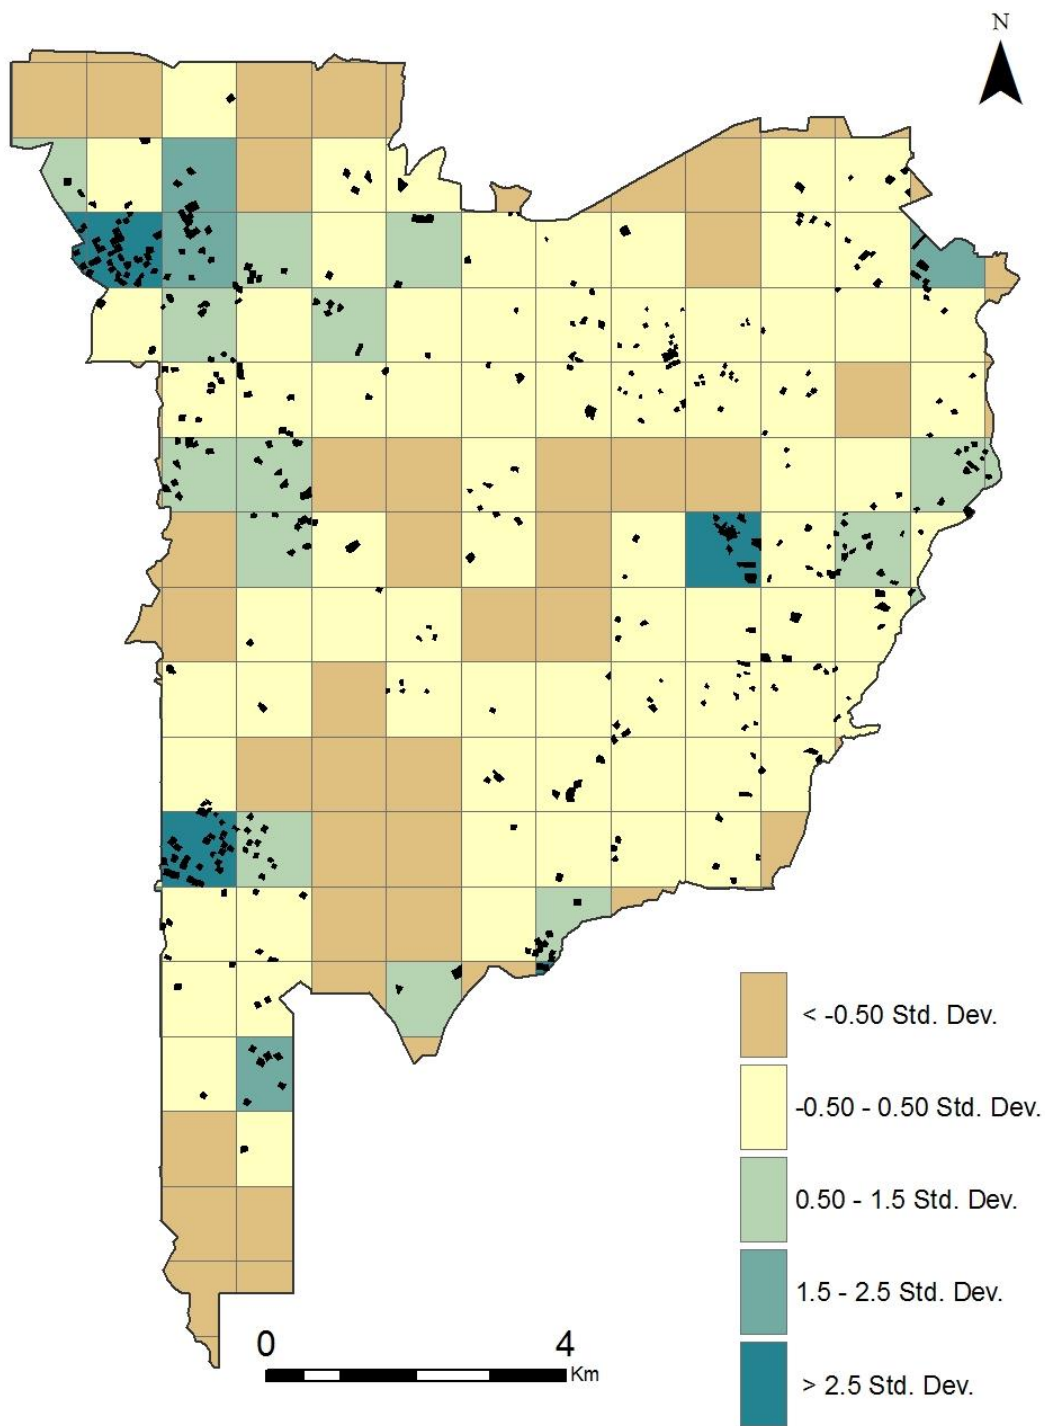 N
< -0.50 Std. Dev.
-0.50 - 0.50 Std. Dev.
0.50 - 1.5 Std. Dev.
1.5 - 2.5 Std. Dev.
> 2.5 Std. Dev.
0 4
Km